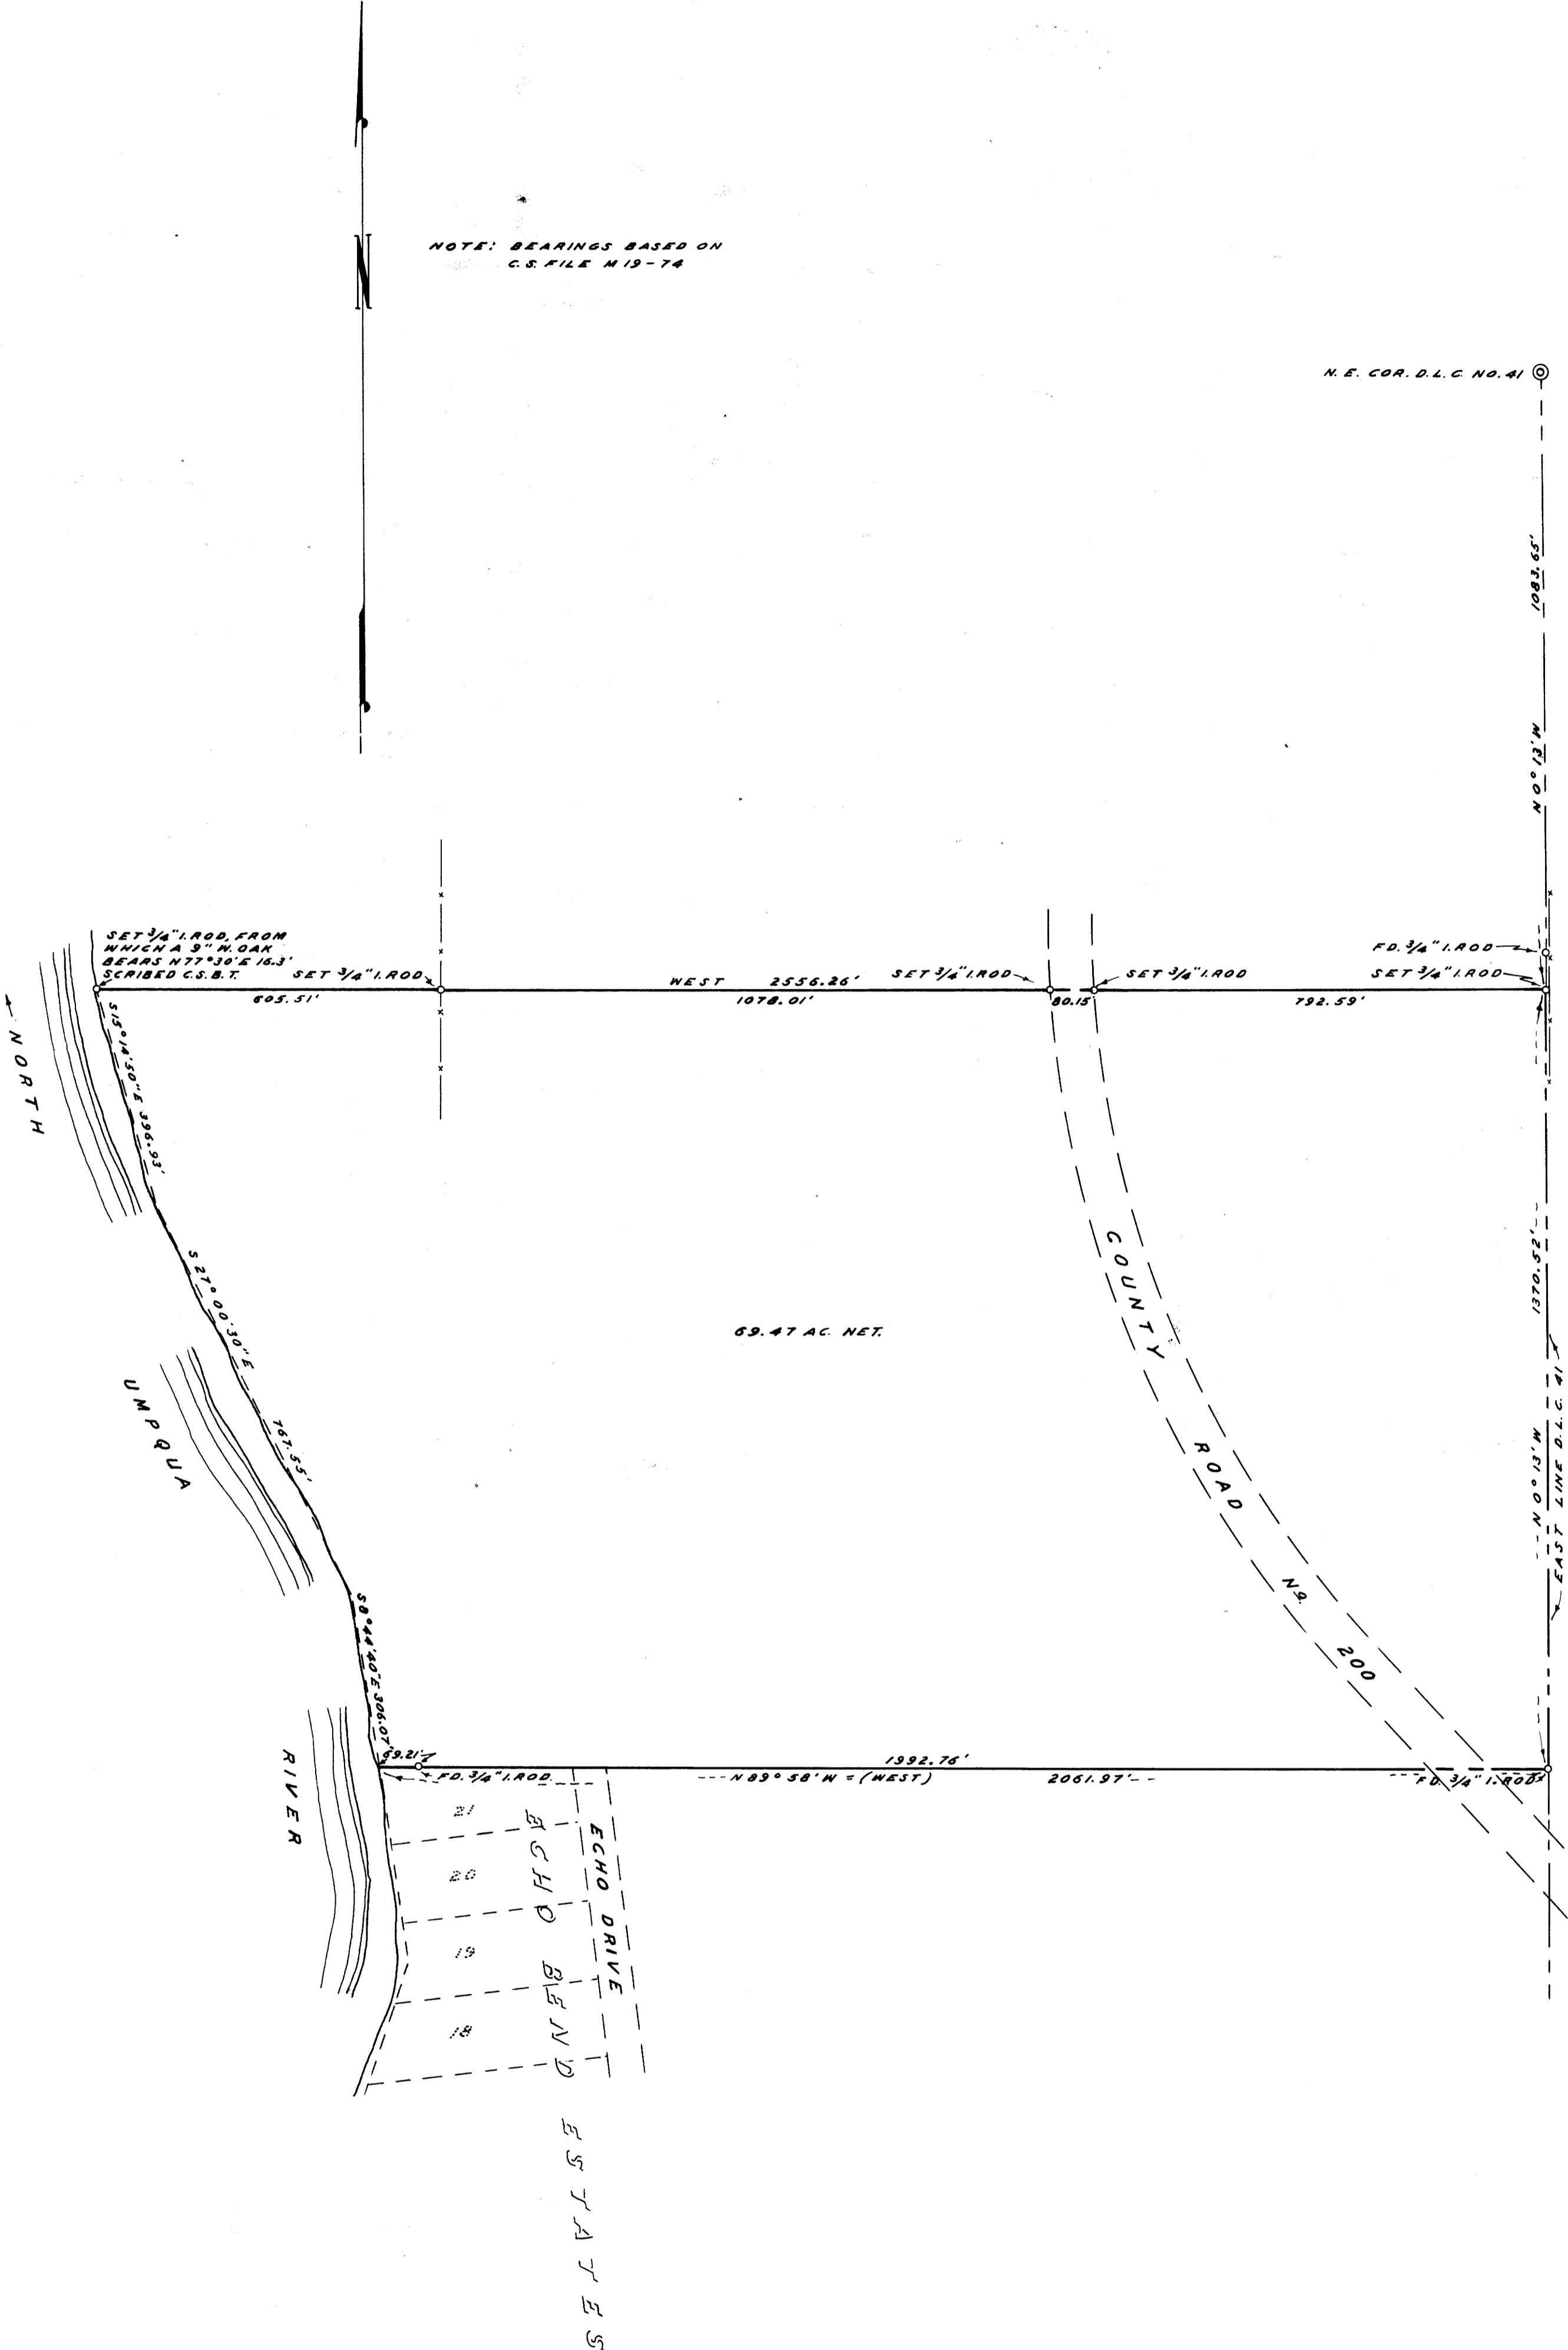 N
NOTE: BEARINGS BASED ON
C.S. FILE M 19-74
N. E. COR. D. L. C. NO. 41
1083.65'
N 0° 13' W
SET 3/4" I. ROD, FROM
WHICH A 9" W. OAK
BEARS N 77° 30' E 16.3'
SCRIBED C.S.B.T.
SET 3/4" I. ROD
WEST 2556.26'
SET 3/4" I. ROD
SET 3/4" I. ROD
FD. 3/4" I. ROD
SET 3/4" I. ROD
605.51'
1078.01'
80.15'
792.59'
S 15° 14' 50" E 396.93'
NORTH
S 27° 00' 30" E 767.55'
UMPQUA
69.47 AC. NET.
COUNTY ROAD No. 200
1370.52'
N 0° 13' W
EAST LINE D.L.C. 41
S 8° 44' 40" E 306.07'
RIVER
69.21'
1992.76'
FD. 3/4" I. ROD
N 89° 58' W = (WEST) 2061.97'
FD. 3/4" I. ROD
21
20
19
18
ECHO DRIVE
ECHO BEND ESTATES